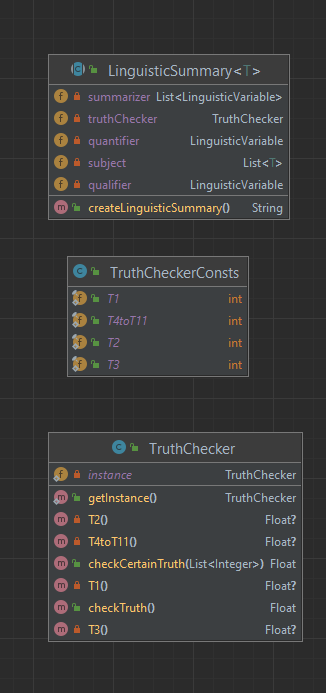 LinguisticSummary<T>
summarizer List<LinguisticVariable>
truthChecker TruthChecker
quantifier LinguisticVariable
subject List<T>
qualifier LinguisticVariable
createLinguisticSummary() String
TruthCheckerConsts
T1 int
T4toT11 int
T2 int
T3 int
TruthChecker
instance TruthChecker
getInstance() TruthChecker
T2() Float?
T4toT11() Float?
checkCertainTruth(List<Integer>) Float
T1() Float?
checkTruth() Float
T3() Float?